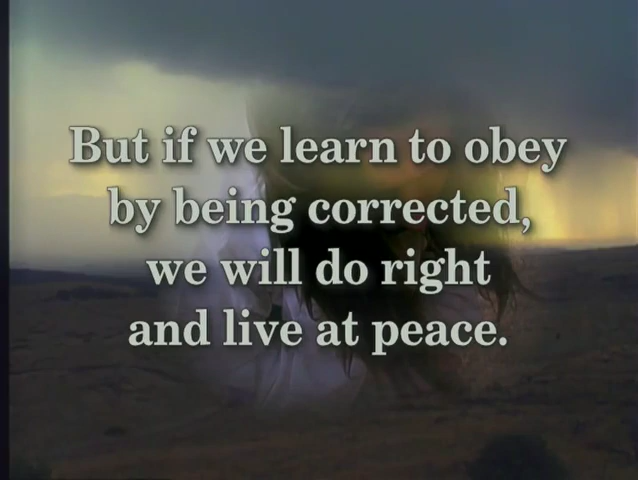 But if we learn to obey
by being corrected,
we will do right
and live at peace.